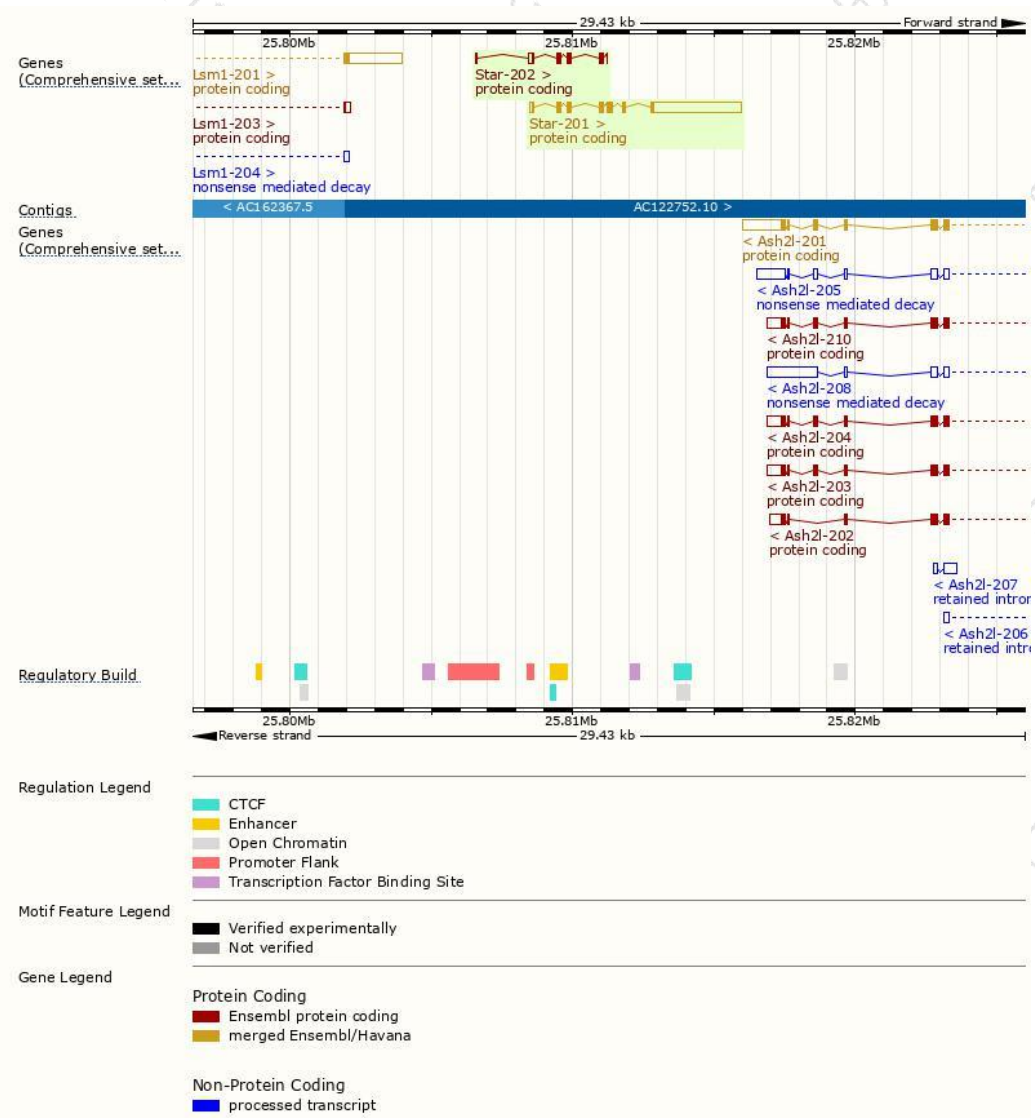 29.43 kb Forward strand
25.80Mb 25.81Mb 25.82Mb
Genes
(Comprehensive set...
Lsm1-201 >
protein coding
Star-202 >
protein coding
Lsm1-203 >
protein coding
Star-201 >
protein coding
Lsm1-204 >
nonsense mediated decay
Contigs
< AC162367.5 AC122752.10 >
Genes
(Comprehensive set...
< Ash2l-201
protein coding
< Ash2l-205
nonsense mediated decay
< Ash2l-210
protein coding
< Ash2l-208
nonsense mediated decay
< Ash2l-204
protein coding
< Ash2l-203
protein coding
< Ash2l-202
protein coding
< Ash2l-207
retained intron
< Ash2l-206
retained intr
Regulatory Build
25.80Mb 25.81Mb 25.82Mb
Reverse strand 29.43 kb
Regulation Legend
CTCF
Enhancer
Open Chromatin
Promoter Flank
Transcription Factor Binding Site
Motif Feature Legend
Verified experimentally
Not verified
Gene Legend
Protein Coding
Ensembl protein coding
merged Ensembl/Havana
Non-Protein Coding
processed transcript